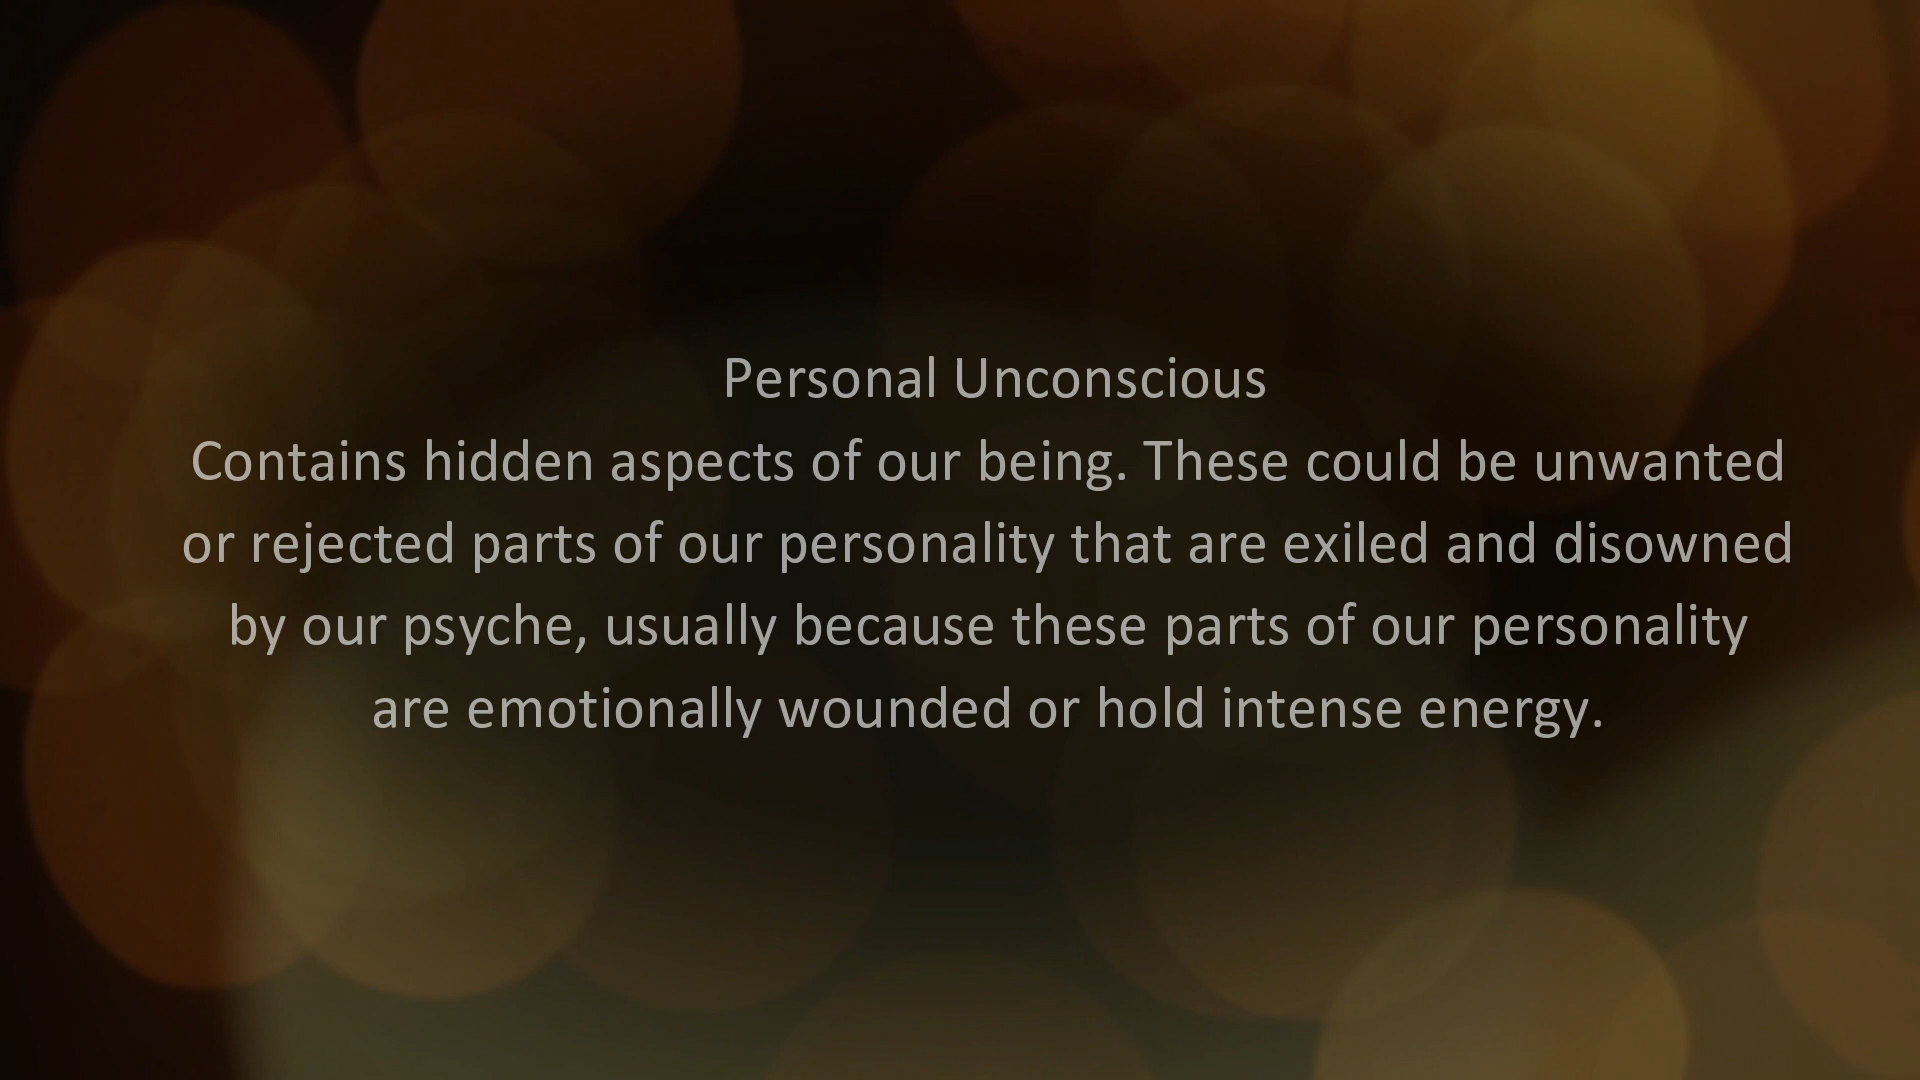 Personal Unconscious
Contains hidden aspects of our being. These could be unwanted
or rejected parts of our personality that are exiled and disowned
by our psyche, usually because these parts of our personality
are emotionally wounded or hold intense energy.